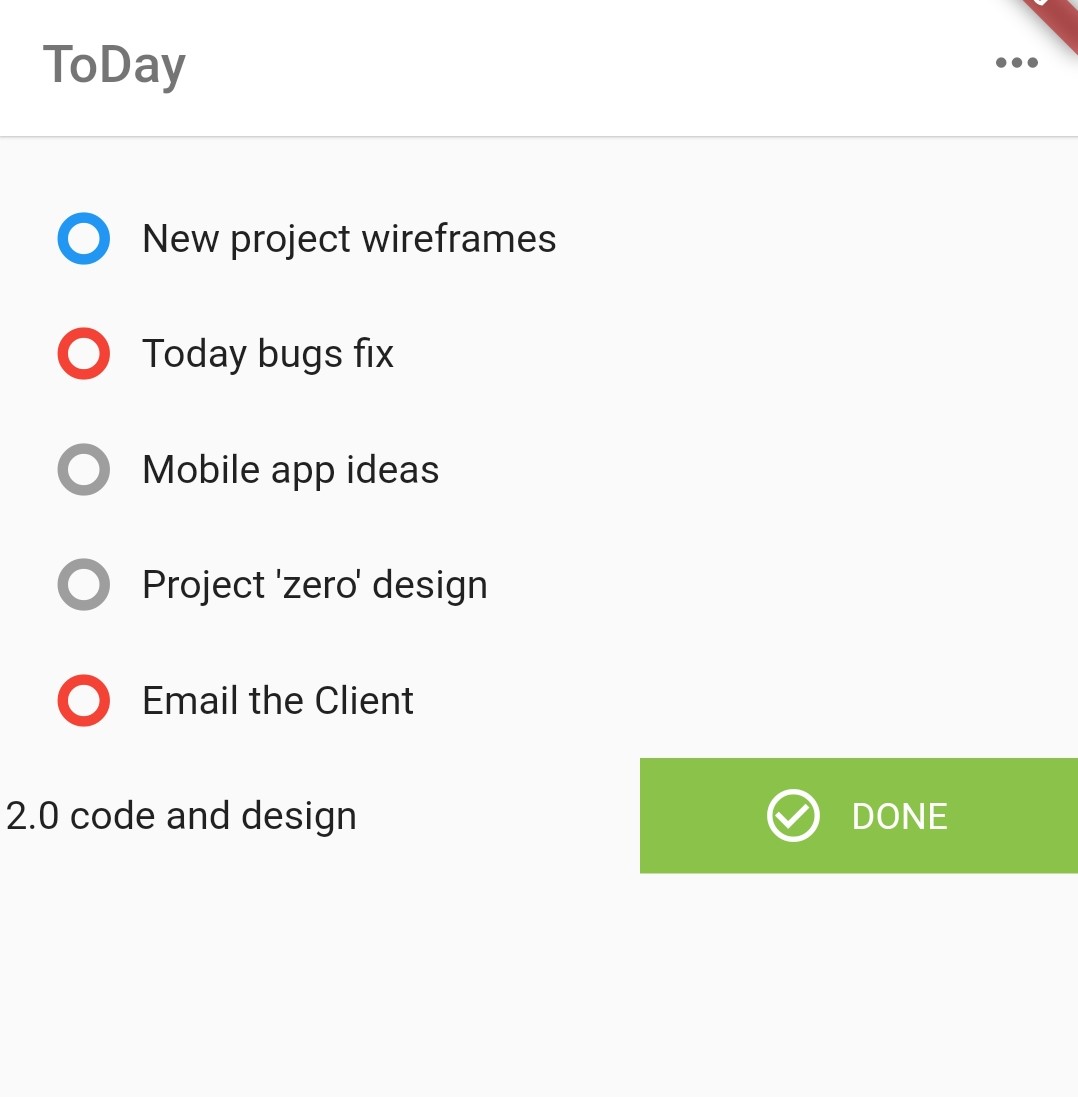 ToDay
New project wireframes
Today bugs fix
Mobile app ideas
Project 'zero' design
Email the Client
2.0 code and design
DONE